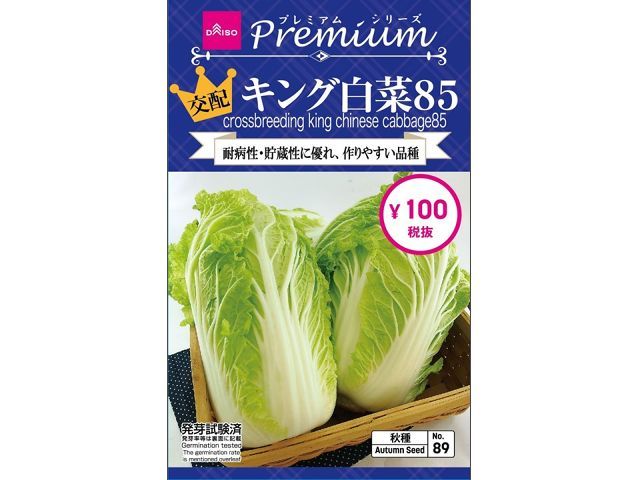 DAISO
プレミアム シリーズ
Premium
交配
キング白菜85
crossbreeding king chinese cabbage85
耐病性・貯蔵性に優れ、作りやすい品種
¥100
税抜
発芽試験済
発芽率等は裏面に記載
Germination tested
The germination rate
is mentioned overleaf
秋種
Autumn Seed
No.
89